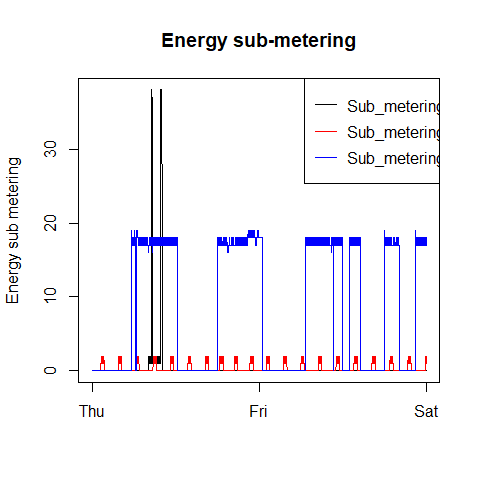 Energy sub-metering
Sub_metering
Sub_metering
Sub_metering
Energy sub metering
30
20
10
0
Thu
Fri
Sat